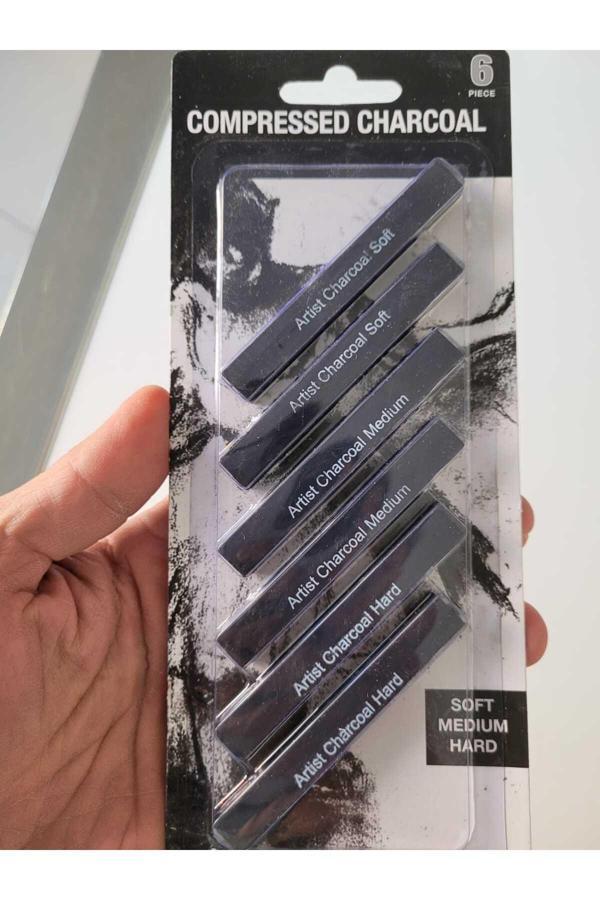 6
PIECE
COMPRESSED CHARCOAL
Artist Charcoal Soft
Artist Charcoal Soft
Artist Charcoal Medium
Artist Charcoal Medium
Artist Charcoal Hard
Artist Charcoal Hard
SOFT
MEDIUM
HARD